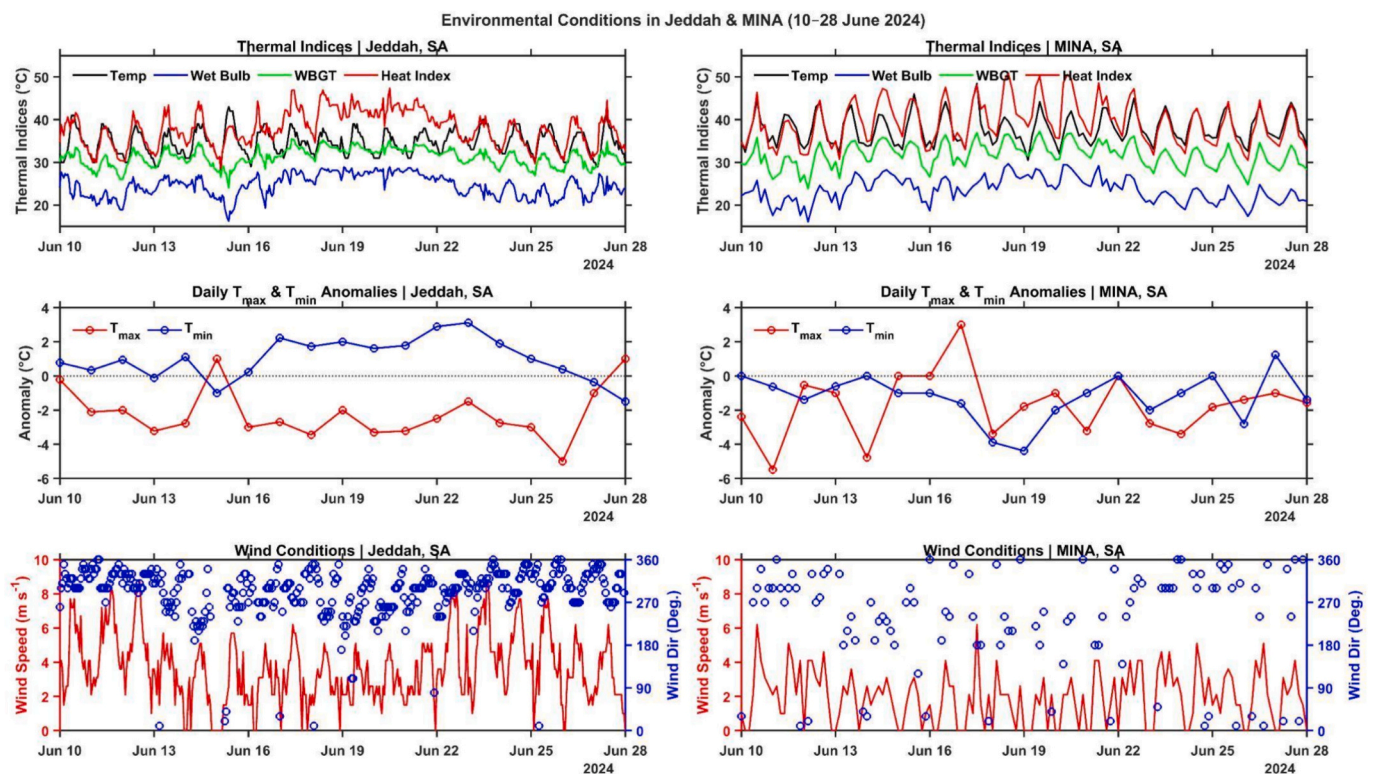 Environmental Conditions in Jeddah & MINA (10–28 June 2024)
Thermal Indices | Jeddah, SA
Thermal Indices (°C)
50
40
30
20
Temp Wet Bulb WBGT Heat Index
Jun 10 Jun 13 Jun 16 Jun 19 Jun 22 Jun 25 Jun 28
2024
Thermal Indices | MINA, SA
Thermal Indices (°C)
50
40
30
20
Temp Wet Bulb WBGT Heat Index
Jun 10 Jun 13 Jun 16 Jun 19 Jun 22 Jun 25 Jun 28
2024
Daily Tmax & Tmin Anomalies | Jeddah, SA
Anomaly (°C)
4
2
0
-2
-4
-6
Tmax Tmin
Jun 10 Jun 13 Jun 16 Jun 19 Jun 22 Jun 25 Jun 28
2024
Daily Tmax & Tmin Anomalies | MINA, SA
Anomaly (°C)
4
2
0
-2
-4
-6
Tmax Tmin
Jun 10 Jun 13 Jun 16 Jun 19 Jun 22 Jun 25 Jun 28
2024
Wind Conditions | Jeddah, SA
Wind Speed (m s-1)
10
8
6
4
2
0
360
270
180
90
0
Wind Dir (Deg.)
Jun 10 Jun 13 Jun 16 Jun 19 Jun 22 Jun 25 Jun 28
2024
Wind Conditions | MINA, SA
Wind Speed (m s-1)
10
8
6
4
2
0
360
270
180
90
0
Wind Dir (Deg.)
Jun 10 Jun 13 Jun 16 Jun 19 Jun 22 Jun 25 Jun 28
2024